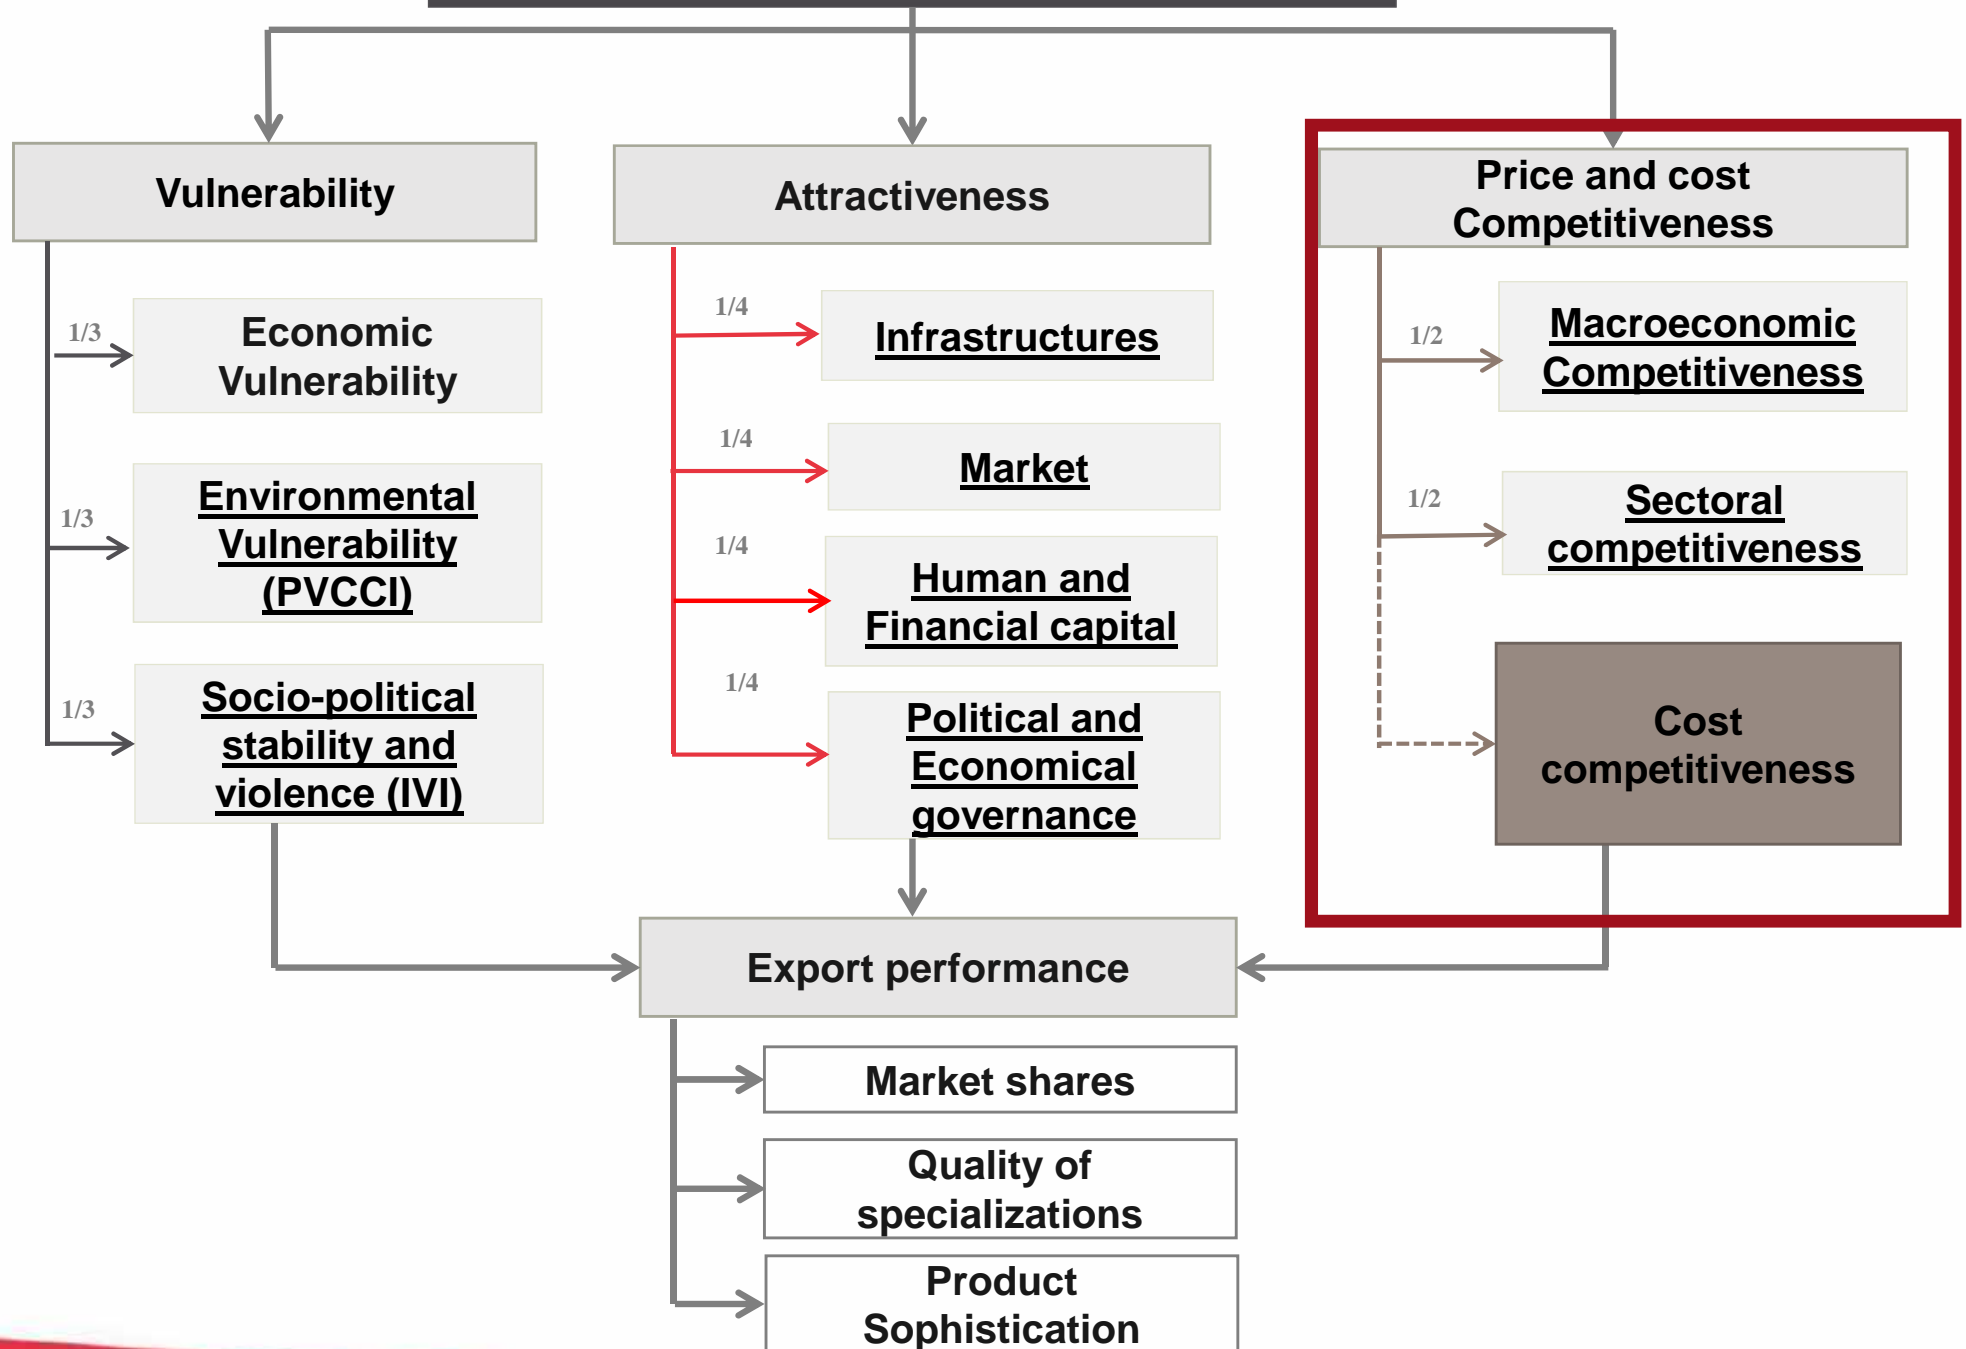 Vulnerability
1/3
Economic
Vulnerability
1/3
Environmental
Vulnerability
(PVCCI)
1/3
Socio-political
stability and
violence (IVI)
Attractiveness
1/4
Infrastructures
1/4
Market
1/4
Human and
Financial capital
1/4
Political and
Economical
governance
Price and cost
Competitiveness
1/2
Macroeconomic
Competitiveness
1/2
Sectoral
competitiveness
Cost
competitiveness
Export performance
Market shares
Quality of
specializations
Product
Sophistication